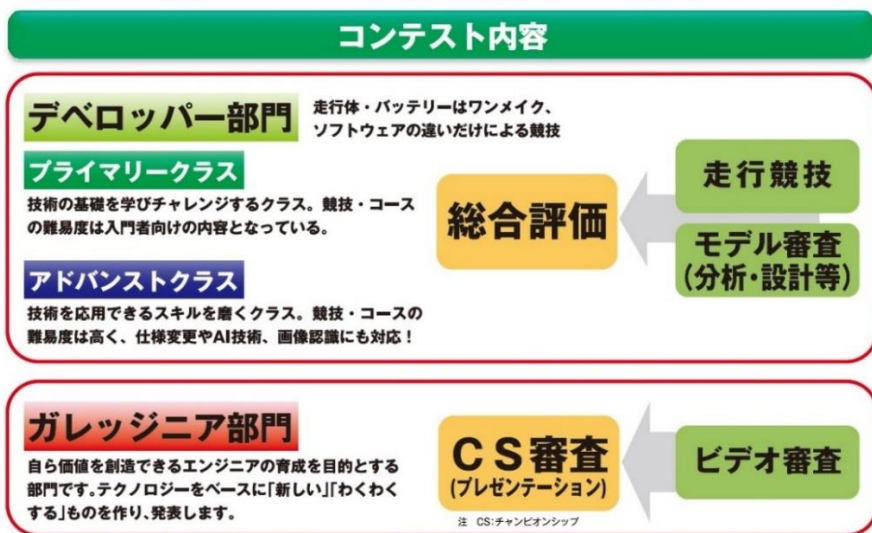 コンテスト内容
デベロッパー部門
走行体・バッテリーはワンメイク、
ソフトウェアの違いだけによる競技
プライマリークラス
技術の基礎を学びチャレンジするクラス。競技・コース
の難易度は入門者向けの内容となっている。
アドバンストクラス
技術を応用できるスキルを磨くクラス。競技・コースの
難易度は高く、仕様変更やAI技術、画像認識にも対応！
総合評価
走行競技
モデル審査
(分析・設計等)
ガレッジニア部門
自ら価値を創造できるエンジニアの育成を目的とする
部門です。テクノロジーをベースに「新しい」「わくわく
する」ものを作り、発表します。
CS審査
(プレゼンテーション)
注 CS:チャンピオンシップ
ビデオ審査